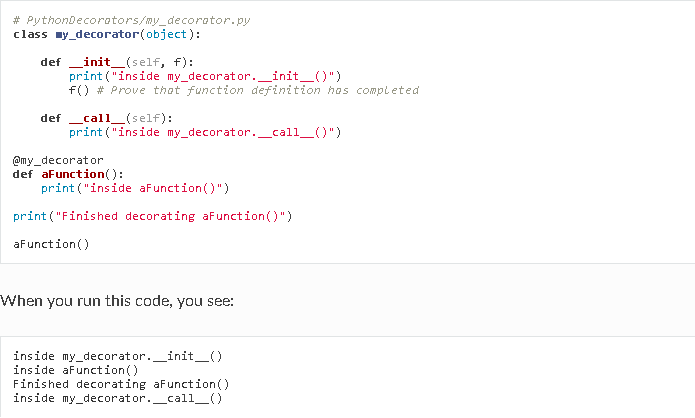 # PythonDecorators/my_decorator.py
class my_decorator(object):
    def __init__(self, f):
        print("inside my_decorator.__init__()")
        f() # Prove that function definition has completed
    def __call__(self):
        print("inside my_decorator.__call__()")
@my_decorator
def aFunction():
    print("inside aFunction()")
print("Finished decorating aFunction()")
aFunction()
When you run this code, you see:
inside my_decorator.__init__()
inside aFunction()
Finished decorating aFunction()
inside my_decorator.__call__()